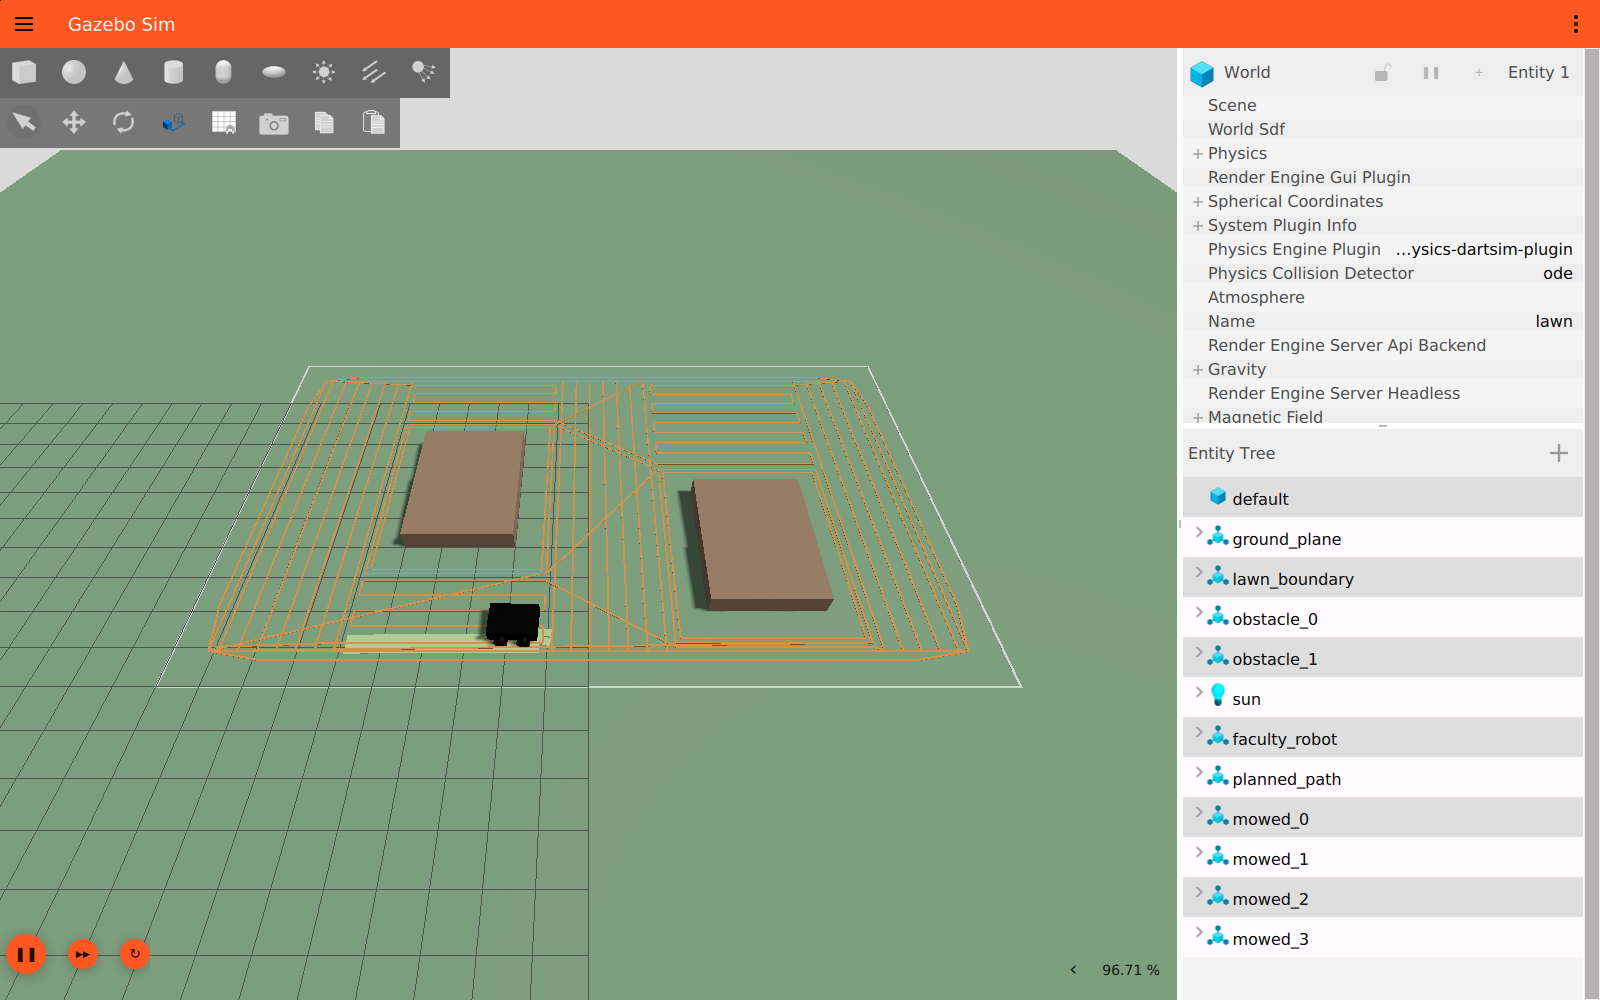 Gazebo Sim
World
Entity 1
Scene
World Sdf
Physics
Render Engine Gui Plugin
Spherical Coordinates
System Plugin Info
Physics Engine Plugin ...ysics-dartsim-plugin
Physics Collision Detector ode
Atmosphere
Name lawn
Render Engine Server Api Backend
Gravity
Render Engine Server Headless
Magnetic Field
Entity Tree
default
ground_plane
lawn_boundary
obstacle_0
obstacle_1
sun
faculty_robot
planned_path
mowed_0
mowed_1
mowed_2
mowed_3
96.71 %